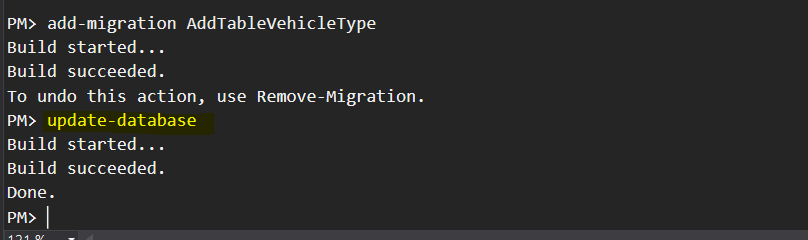 PM> add-migration AddTableVehicleType
Build started...
Build succeeded.
To undo this action, use Remove-Migration.
PM> update-database
Build started...
Build succeeded.
Done.
PM>
121 %